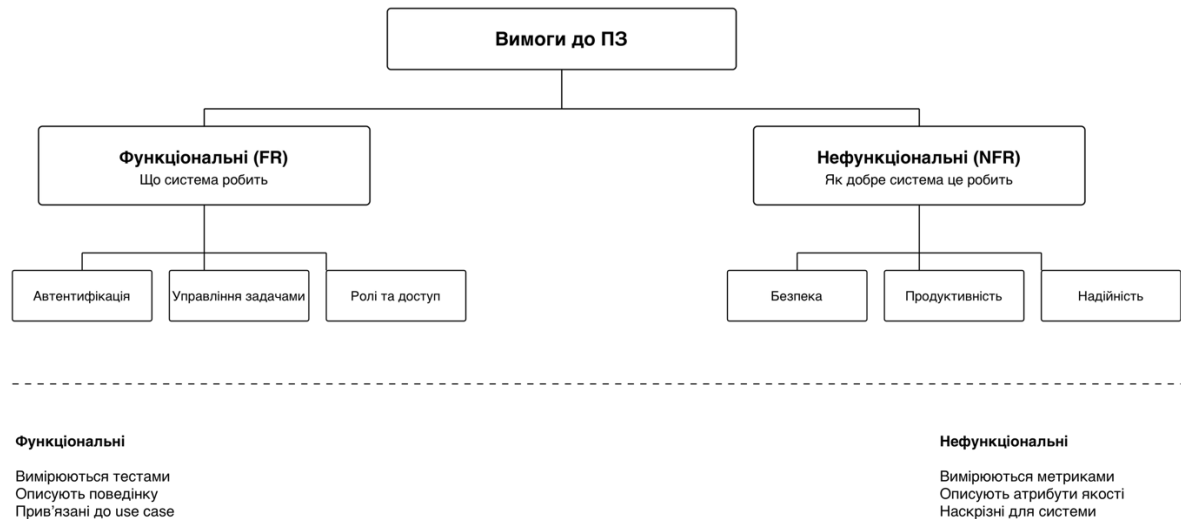 Вимоги до ПЗ
Функціональні (FR)
Що система робить
Нефункціональні (NFR)
Як добре система це робить
Автентифікація
Управління задачами
Ролі та доступ
Безпека
Продуктивність
Надійність
Функціональні
Вимірюються тестами
Описують поведінку
Прив’язані до use case
Нефункціональні
Вимірюються метриками
Описують атрибути якості
Наскрізні для системи